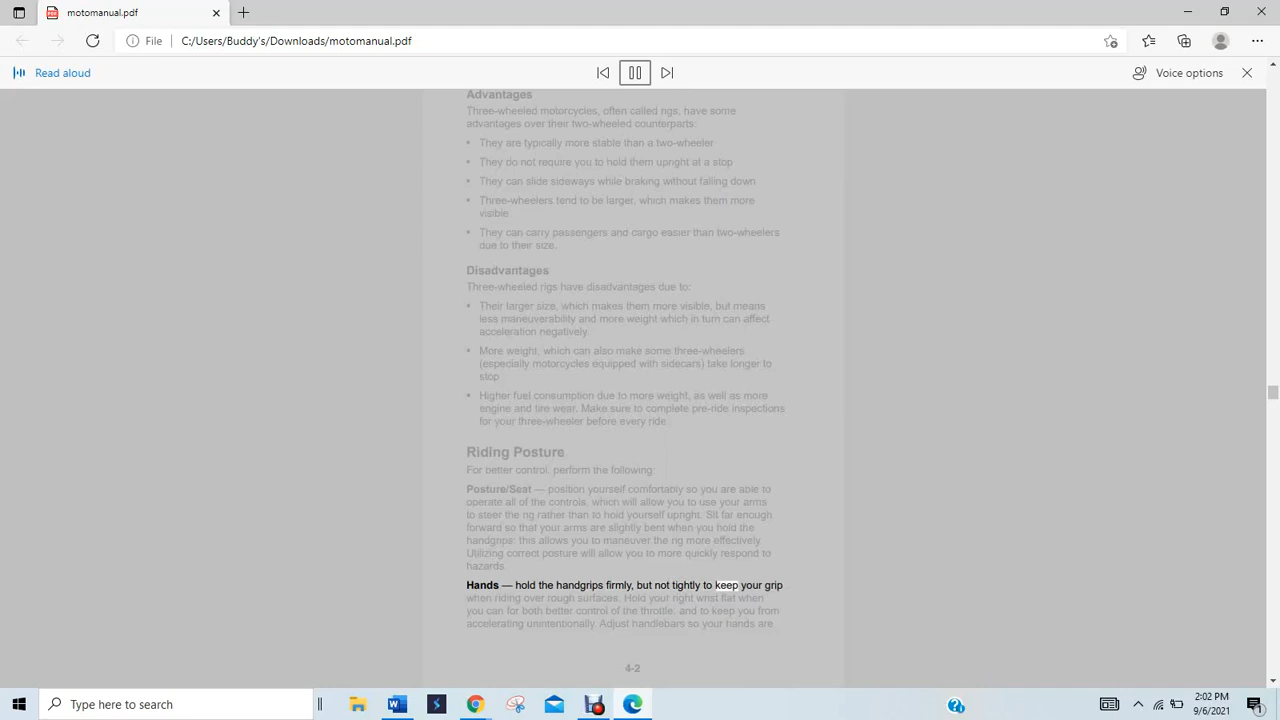 motomanual.pdf
File
C:/Users/Buddy's/Downloads/motomanual.pdf
Read aloud
Voice options
Advantages
Three-wheeled motorcycles, often called rigs, have some
advantages over their two-wheeled counterparts:
• They are typically more stable than a two-wheeler
• They do not require you to hold them upright at a stop
• They can slide sideways while braking without falling down
• Three-wheelers tend to be larger, which makes them more
visible
• They can carry passengers and cargo easier than two-wheelers
due to their size.
Disadvantages
Three-wheeled rigs have disadvantages due to:
• Their larger size, which makes them more visible, but means
less maneuverability and more weight which in turn can affect
acceleration negatively
• More weight, which can also make some three-wheelers
(especially motorcycles equipped with sidecars) take longer to
stop
• Higher fuel consumption due to more weight, as well as more
engine and tire wear. Make sure to complete pre-ride inspections
for your three-wheeler before every ride
Riding Posture
For better control, perform the following:
Posture/Seat — position yourself comfortably so you are able to
operate all of the controls, which will allow you to use your arms
to steer the rig rather than to hold yourself upright. Sit far enough
forward so that your arms are slightly bent when you hold the
handgrips; this allows you to maneuver the rig more effectively.
Utilizing correct posture will allow you to more quickly respond to
hazards.
Hands — hold the handgrips firmly, but not tightly to keep your grip
when riding over rough surfaces. Hold your right wrist flat when
you can for both better control of the throttle, and to keep you from
accelerating unintentionally. Adjust handlebars so your hands are
4-2
Type here to search
2:02 PM
9/6/2021